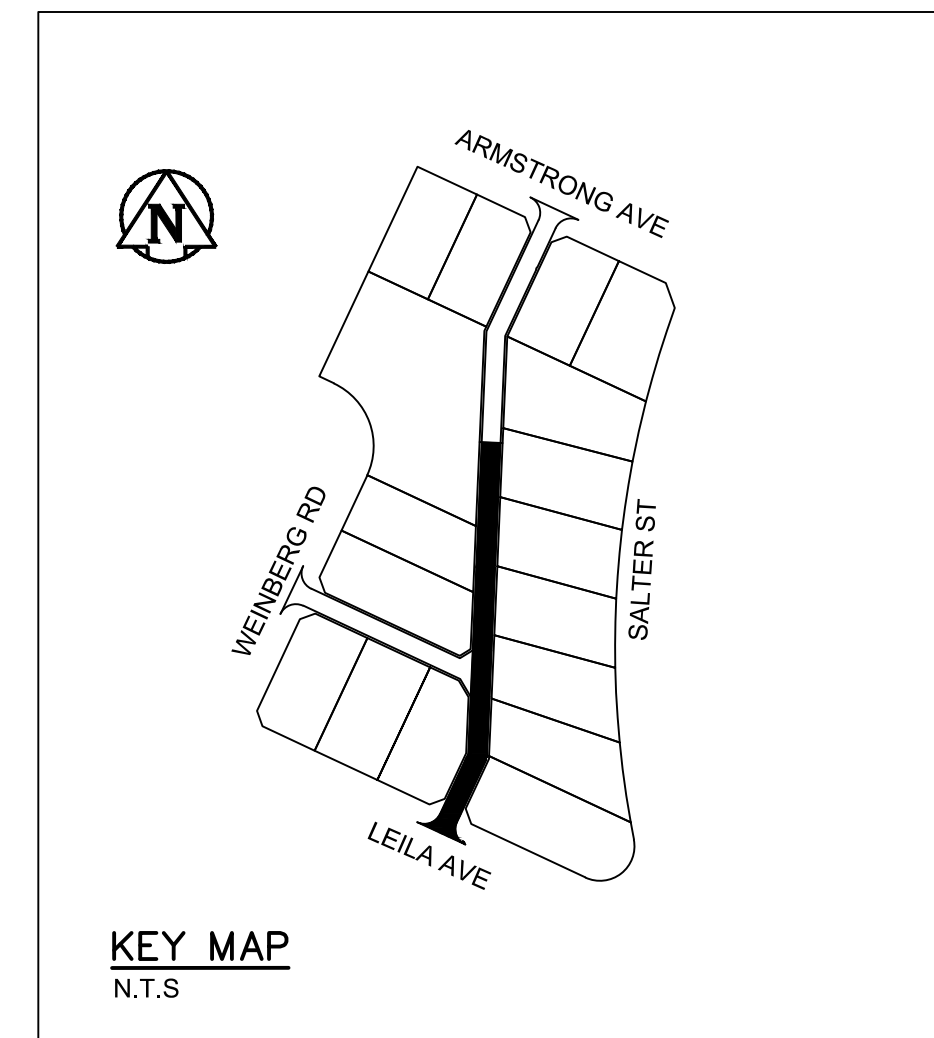 ARMSTRONG AVE
N
WEINBERG RD
SALTER ST
LEILA AVE
KEY MAP
N.T.S